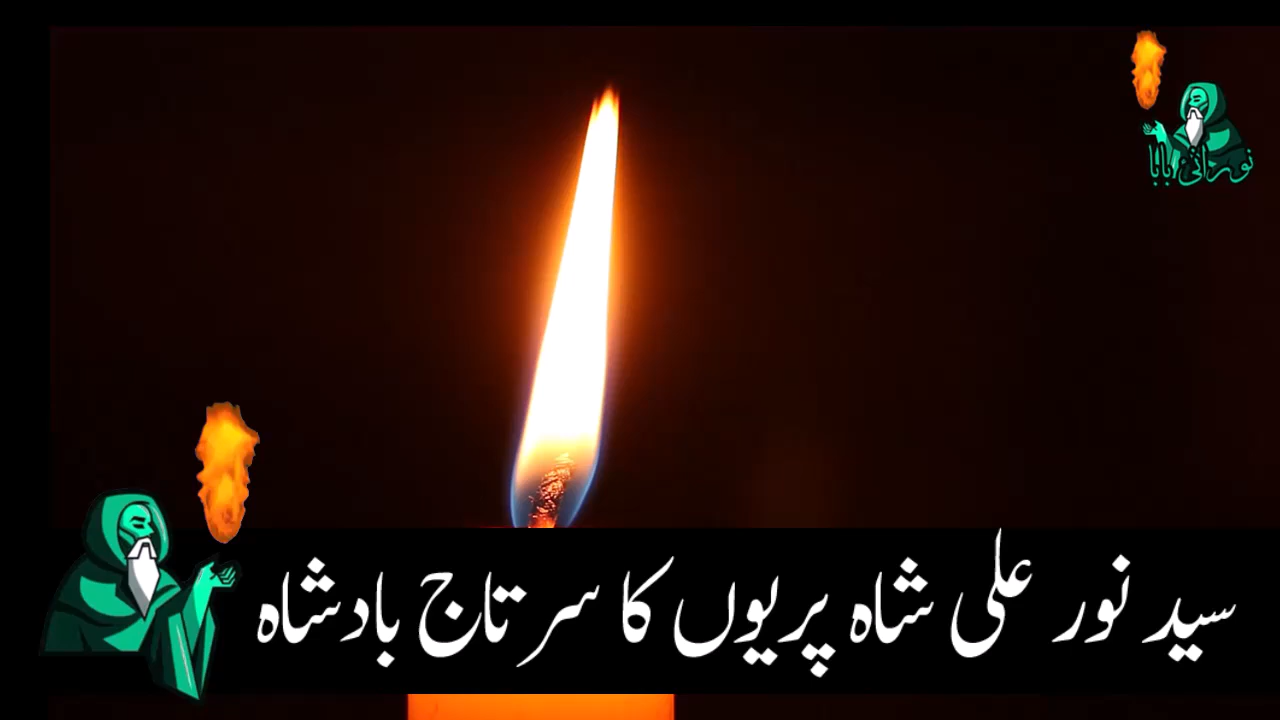 نورانی بابا
سید نور علی شاہ پریوں کا سرتاج بادشاہ